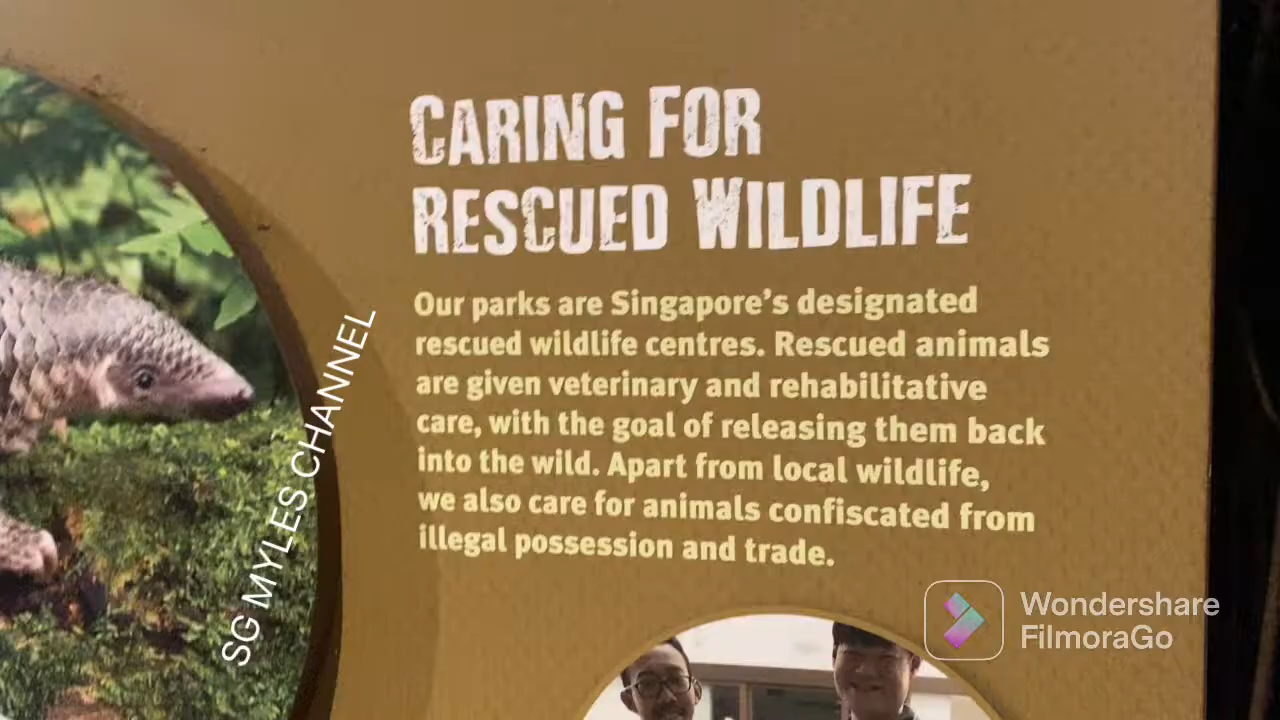 CARING FOR
RESCUED WILDLIFE
Our parks are Singapore's designated
rescued wildlife centres. Rescued animals
are given veterinary and rehabilitative
care, with the goal of releasing them back
into the wild. Apart from local wildlife,
we also care for animals confiscated from
illegal possession and trade.
SG MYLES CHANNEL
Wondershare
FilmoraGo